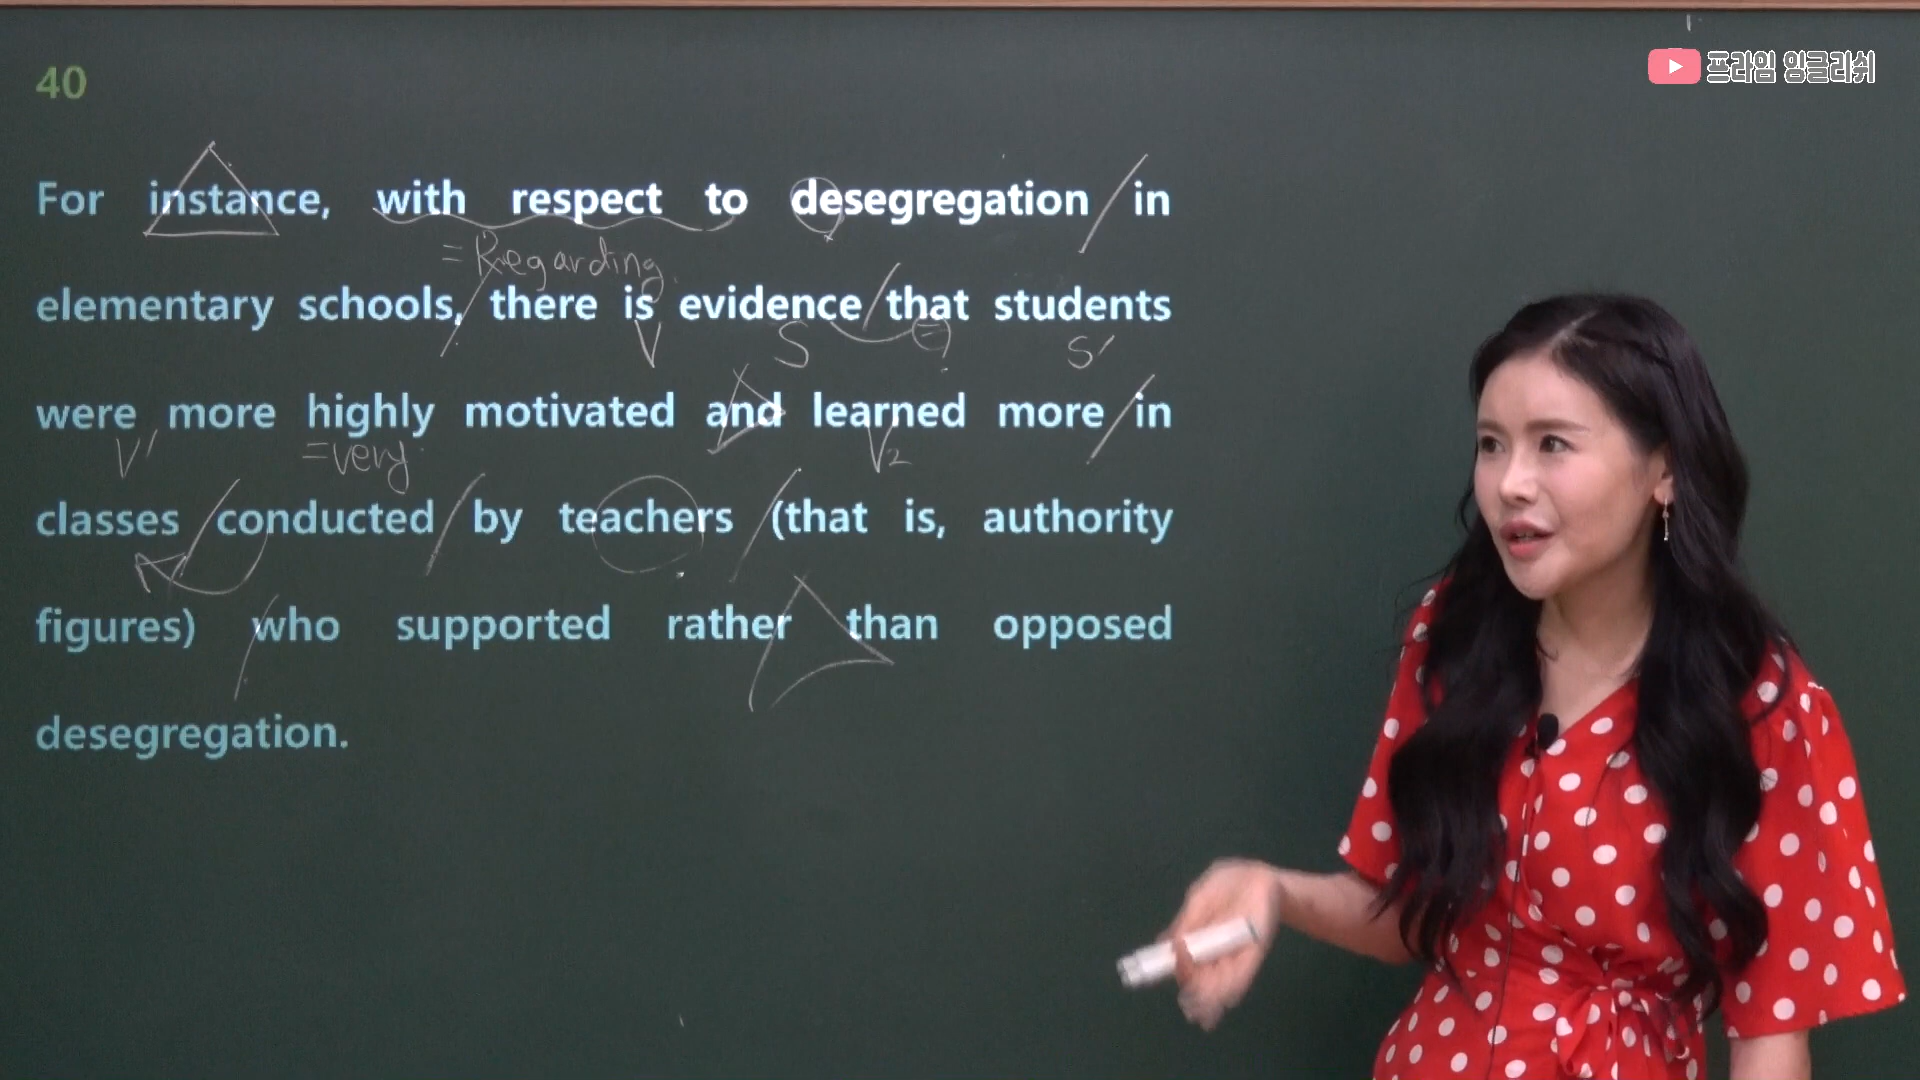 프라임 잉글리쉬
40
For instance, with respect to desegregation in
= Regarding
elementary schools, there is evidence that students
V S = S'
were more highly motivated and learned more in
V' =very V2
classes conducted by teachers (that is, authority
figures) who supported rather than opposed
desegregation.